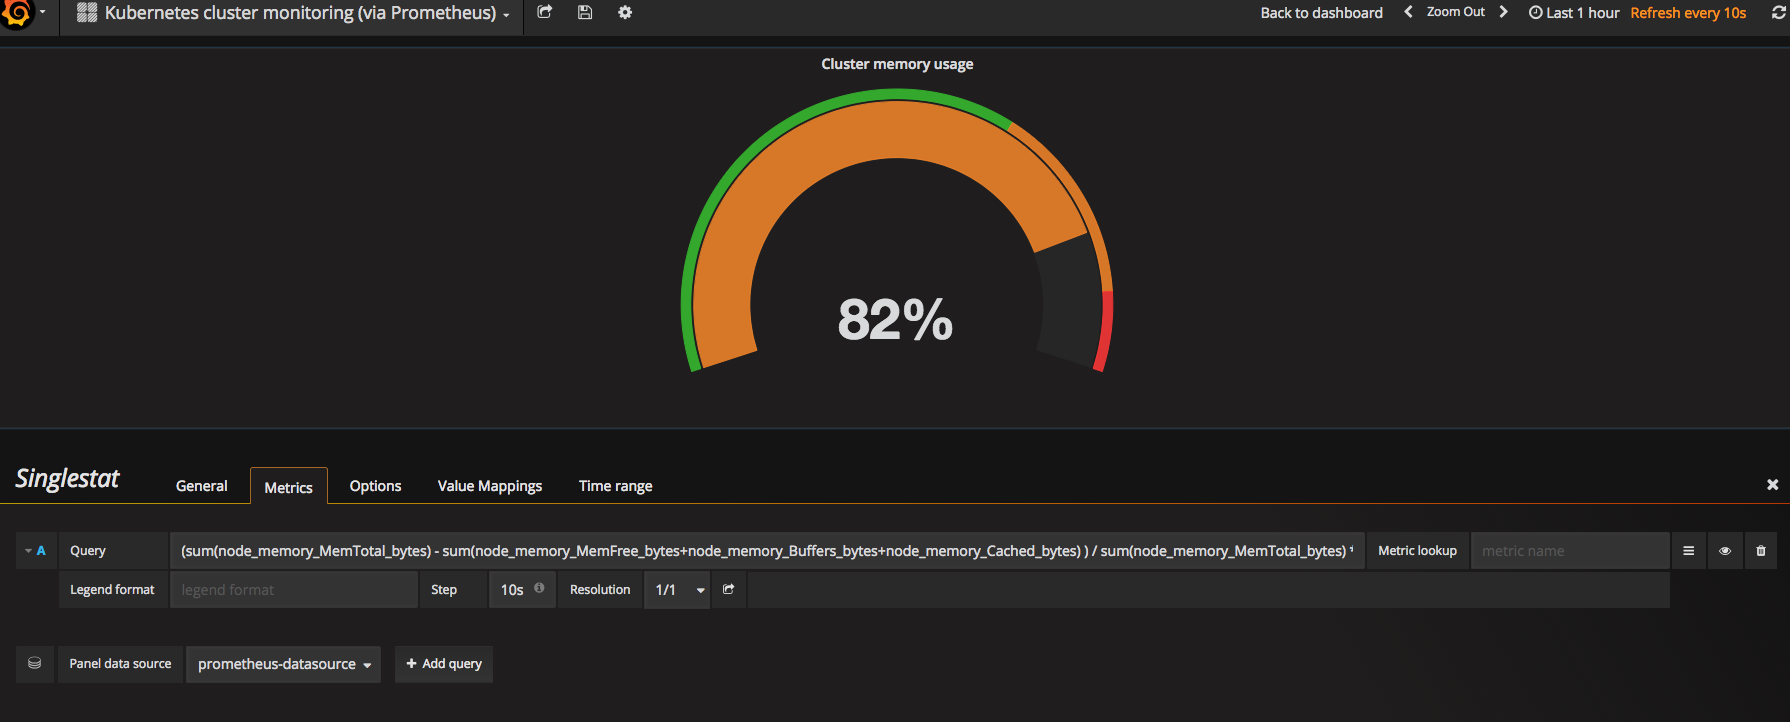 Kubernetes cluster monitoring (via Prometheus)
Back to dashboard
Zoom Out
Last 1 hour
Refresh every 10s
Cluster memory usage
82%
Singlestat
General
Metrics
Options
Value Mappings
Time range
A
Query
(sum(node_memory_MemTotal_bytes) - sum(node_memory_MemFree_bytes+node_memory_Buffers_bytes+node_memory_Cached_bytes) ) / sum(node_memory_MemTotal_bytes)
Metric lookup
metric name
Legend format
legend format
Step
10s
Resolution
1/1
Panel data source
prometheus-datasource
+ Add query